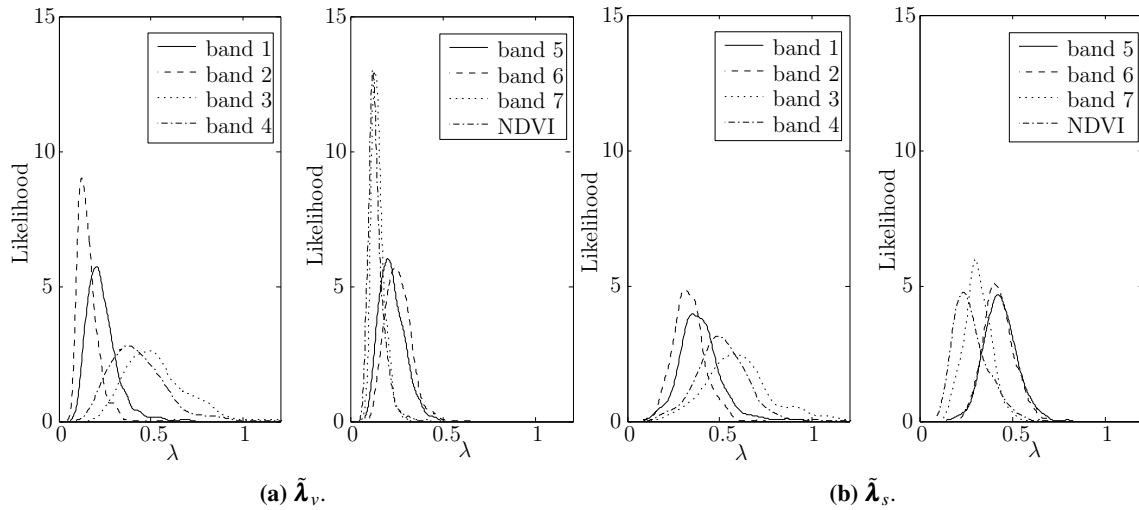 15
10
5
0
Likelihood
band 1
band 2
band 3
band 4
0 0.5 1
λ
15
10
5
0
Likelihood
band 5
band 6
band 7
NDVI
0 0.5 1
λ
(a) λ̃v.
15
10
5
0
Likelihood
band 1
band 2
band 3
band 4
0 0.5 1
λ
15
10
5
0
Likelihood
band 5
band 6
band 7
NDVI
0 0.5 1
λ
(b) λ̃s.